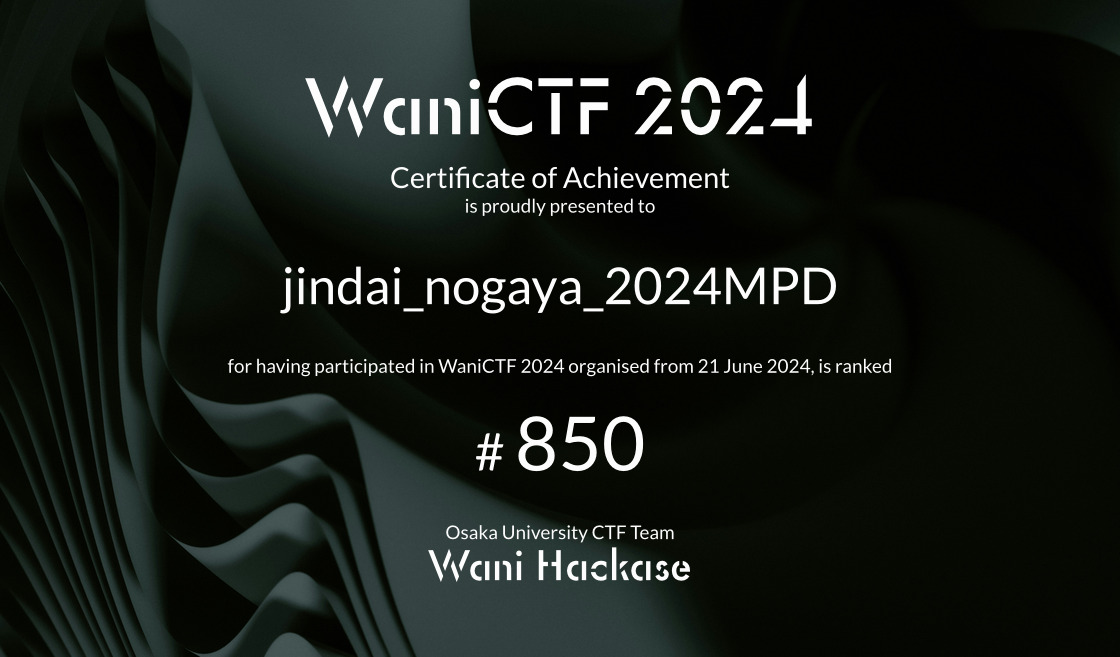 WaniCTF 2024
Certificate of Achievement
is proudly presented to
jindai_nogaya_2024MPD
for having participated in WaniCTF 2024 organised from 21 June 2024, is ranked
# 850
Osaka University CTF Team
Wani Hackase